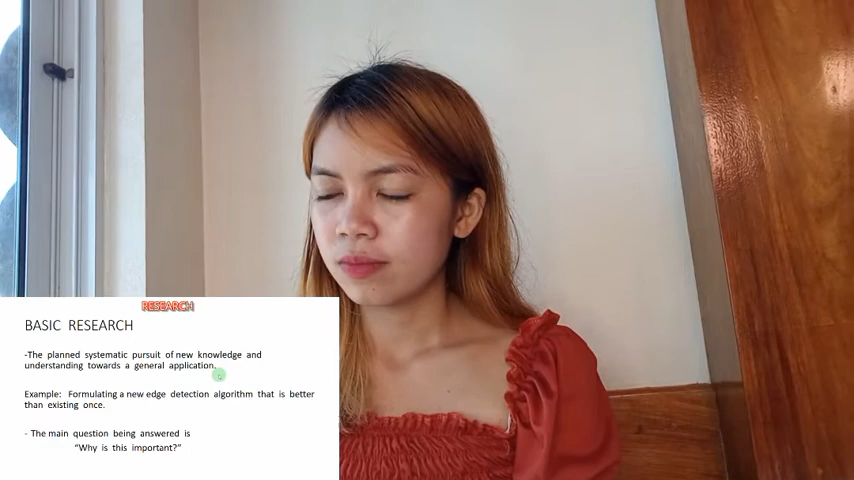 RESEARCH
BASIC RESEARCH
-The planned systematic pursuit of new knowledge and
understanding towards a general application.
Example: Formulating a new edge detection algorithm that is better
than existing once.
- The main question being answered is
"Why is this important?"